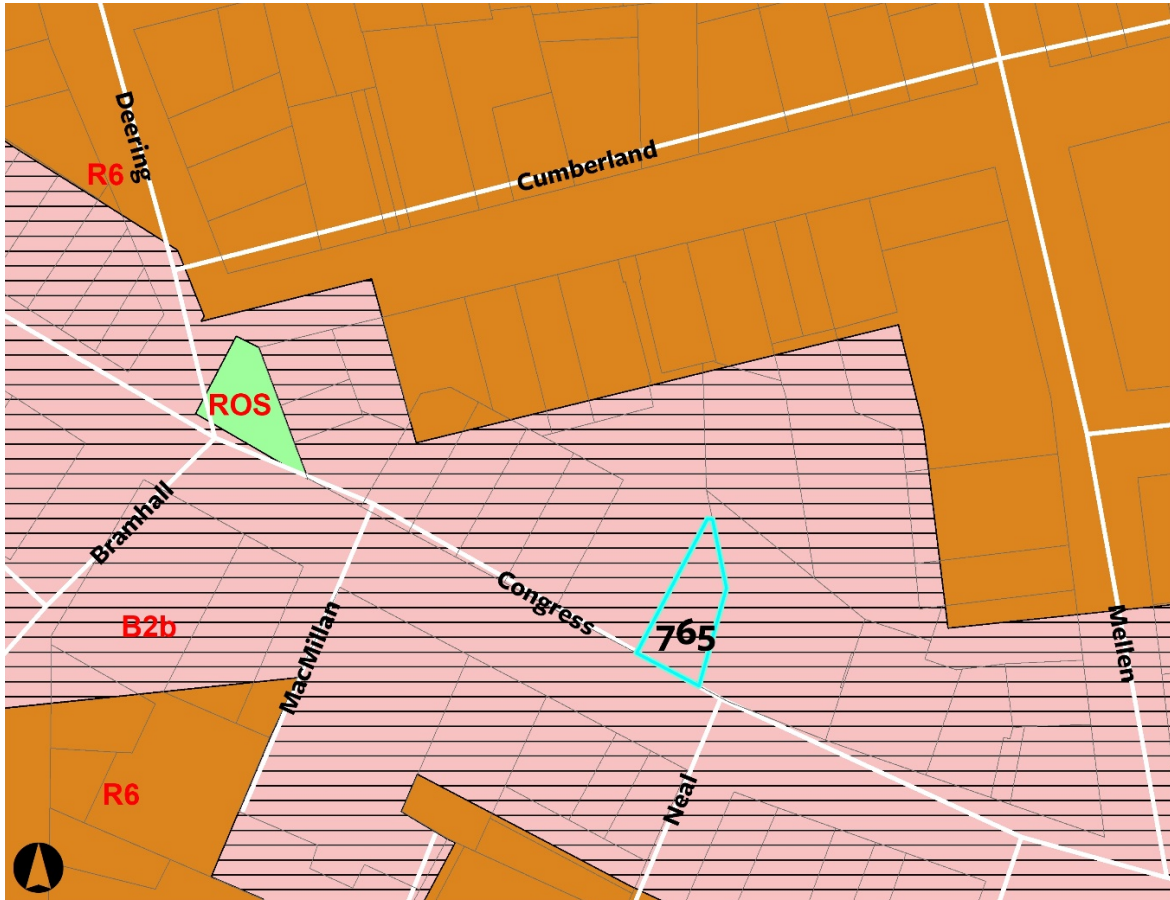 Deering
R6
Cumberland
ROS
Bramhall
Congress
765
B2b
MacMillan
Mellen
R6
Neal